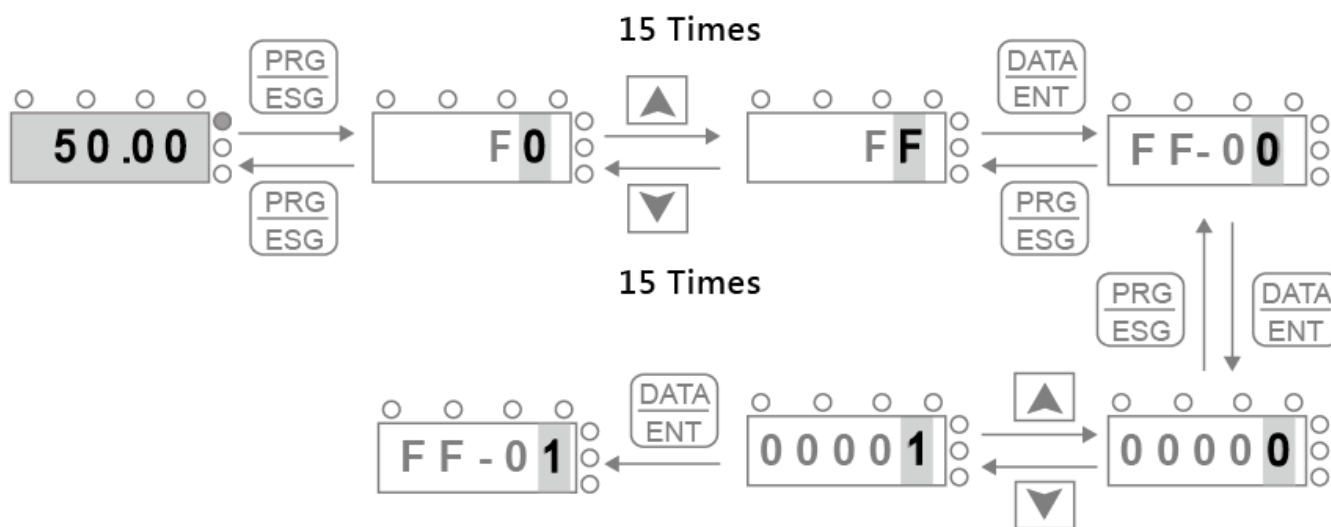 15 Times
PRG
ESG
DATA
ENT
50.00
F0
FF
FF-00
PRG
ESG
PRG
ESG
15 Times
PRG
ESG
DATA
ENT
DATA
ENT
FF-01
00001
00000